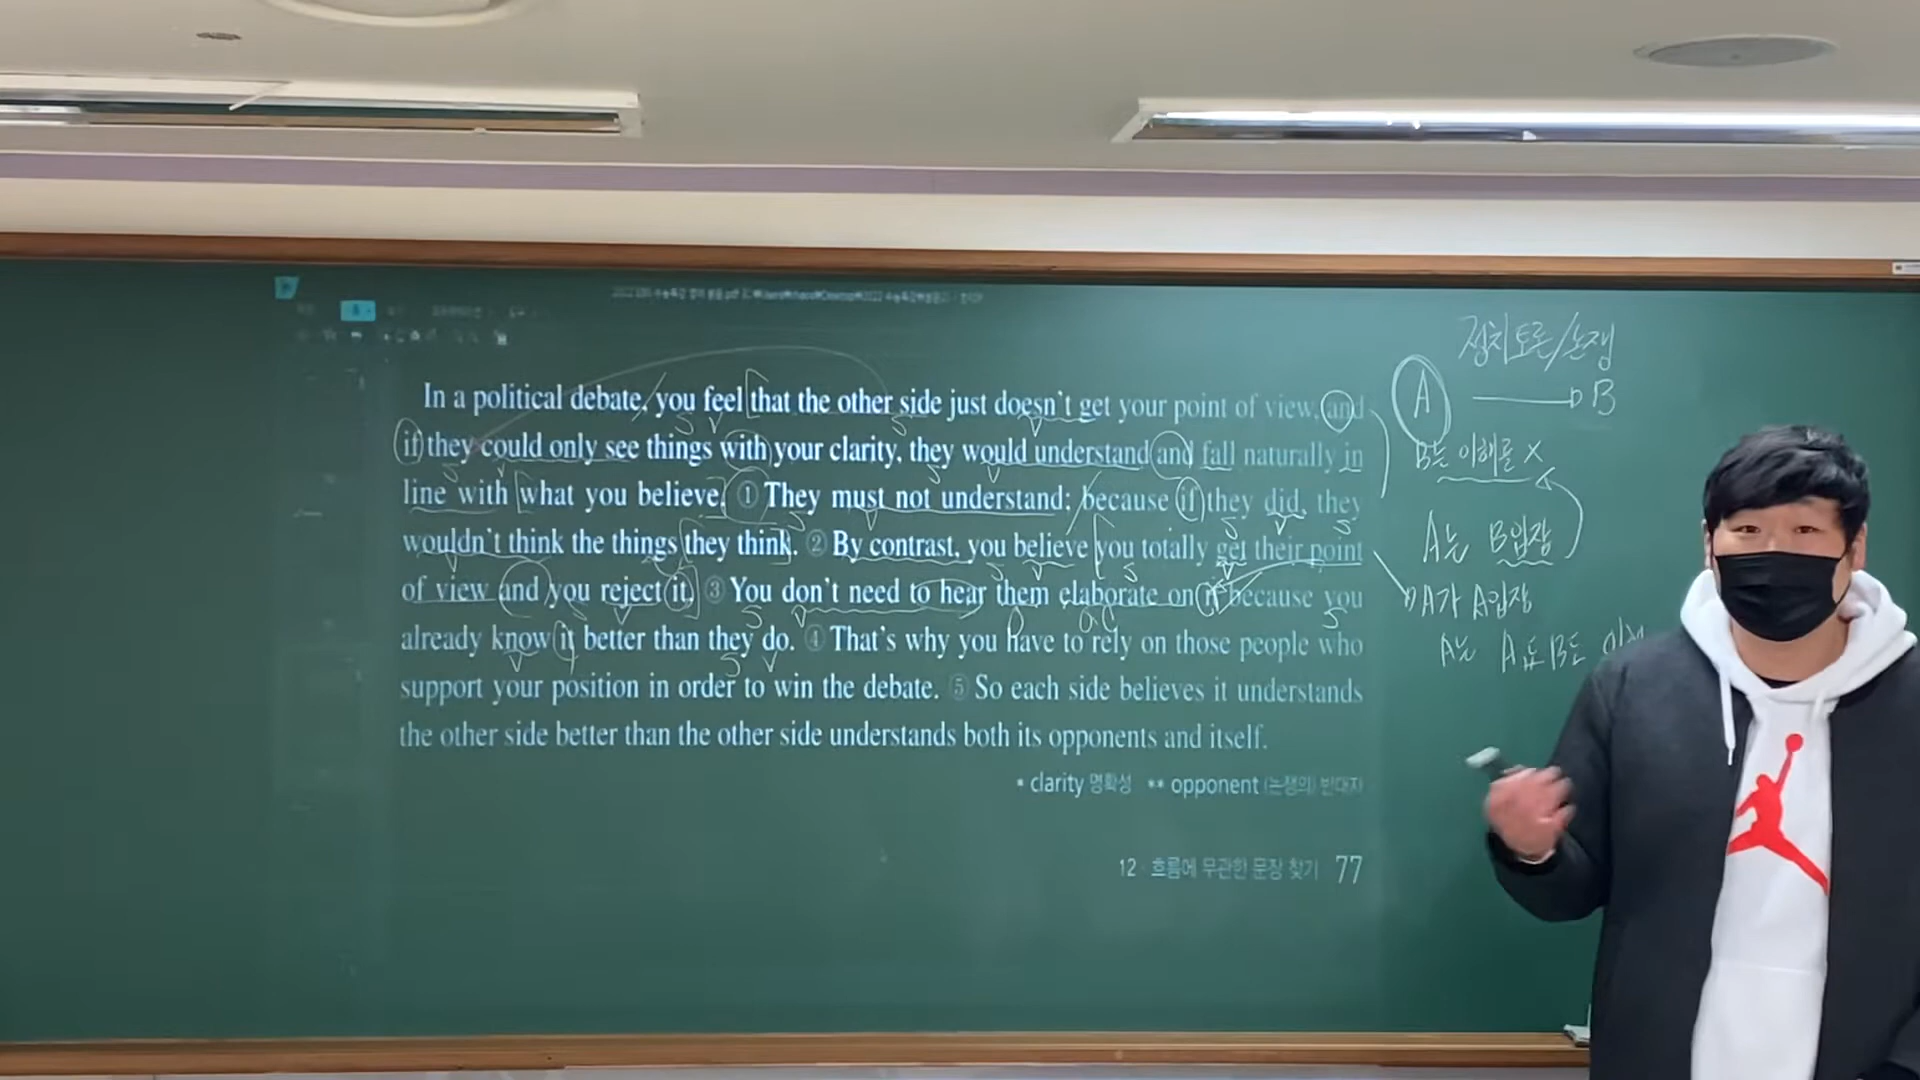 In a political debate, you feel that the other side just doesn't get your point of view, and
if they could only see things with your clarity, they would understand and fall naturally in
line with what you believe. ① They must not understand; because if they did, they
wouldn't think the things they think. ② By contrast, you believe you totally get their point
of view and you reject it. ③ You don't need to hear them elaborate on it because you
already know it better than they do. ④ That's why you have to rely on those people who
support your position in order to win the debate. ⑤ So each side believes it understands
the other side better than the other side understands both its opponents and itself.
* clarity 명확성 ** opponent (논쟁의) 반대자
12 흐름에 무관한 문장 찾기 77
정치토론/논쟁
A B
B는 이해를 X
A는 B입장
A가 A입장
A는 A도 B도